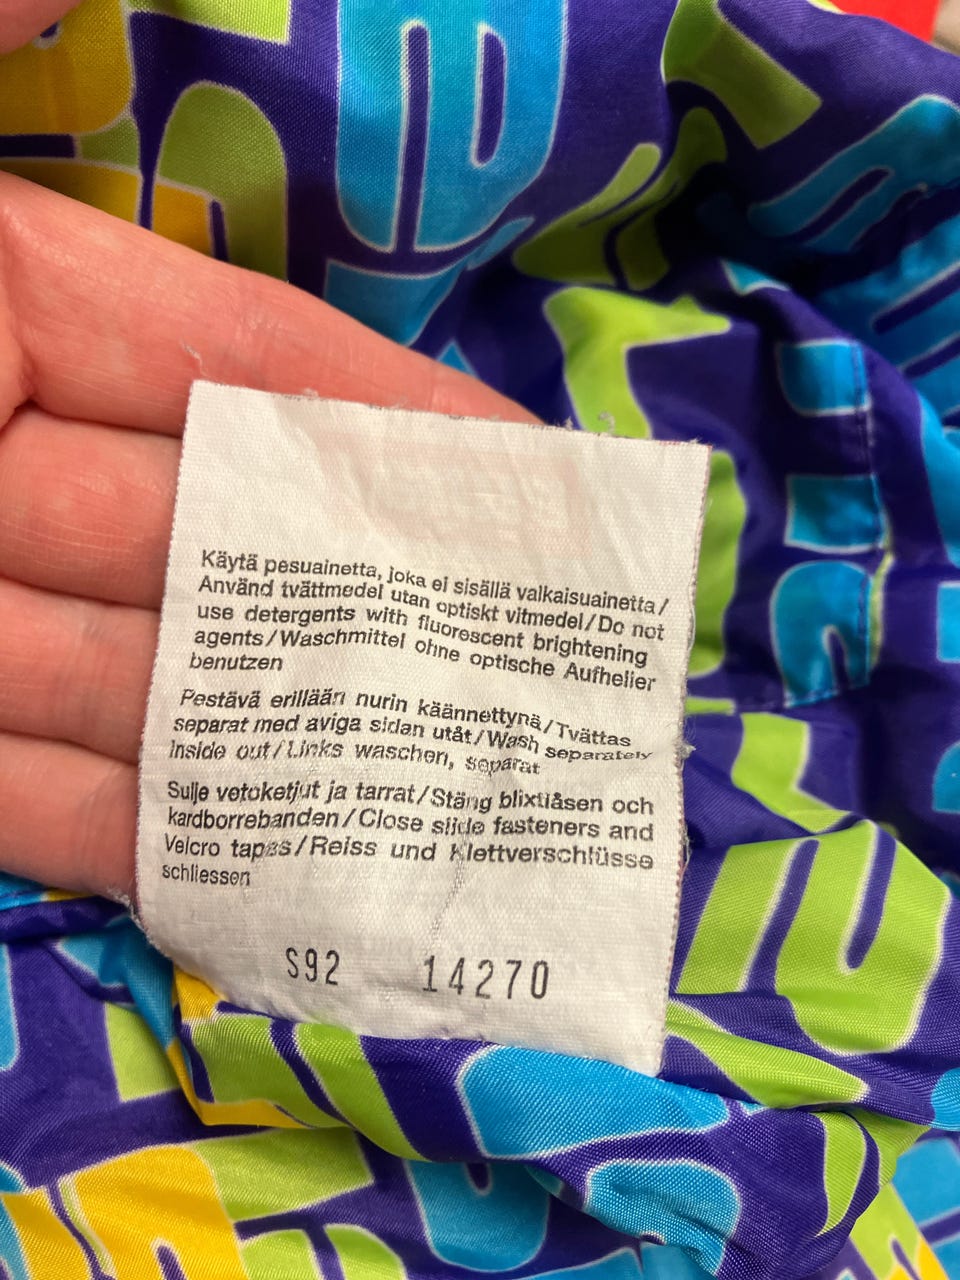 Käytä pesuainetta, joka ei sisällä valkaisuainetta/
Använd tvättmedel utan optiskt vitmedel/Do not
use detergents with fluorescent brightening
agents/Waschmittel ohne optische Aufheller
benutzen
Pestävä erillään nurin käännettynä/Tvättas
separat med aviga sidan utåt/Wash separately
inside out/Links waschen, separat
Sulje vetoketjut ja tarrat/Stäng blixtlåsen och
kardborrebanden/Close slide fasteners and
Velcro tapes/Reiss und Klettverschlüsse
schliessen
S92 14270